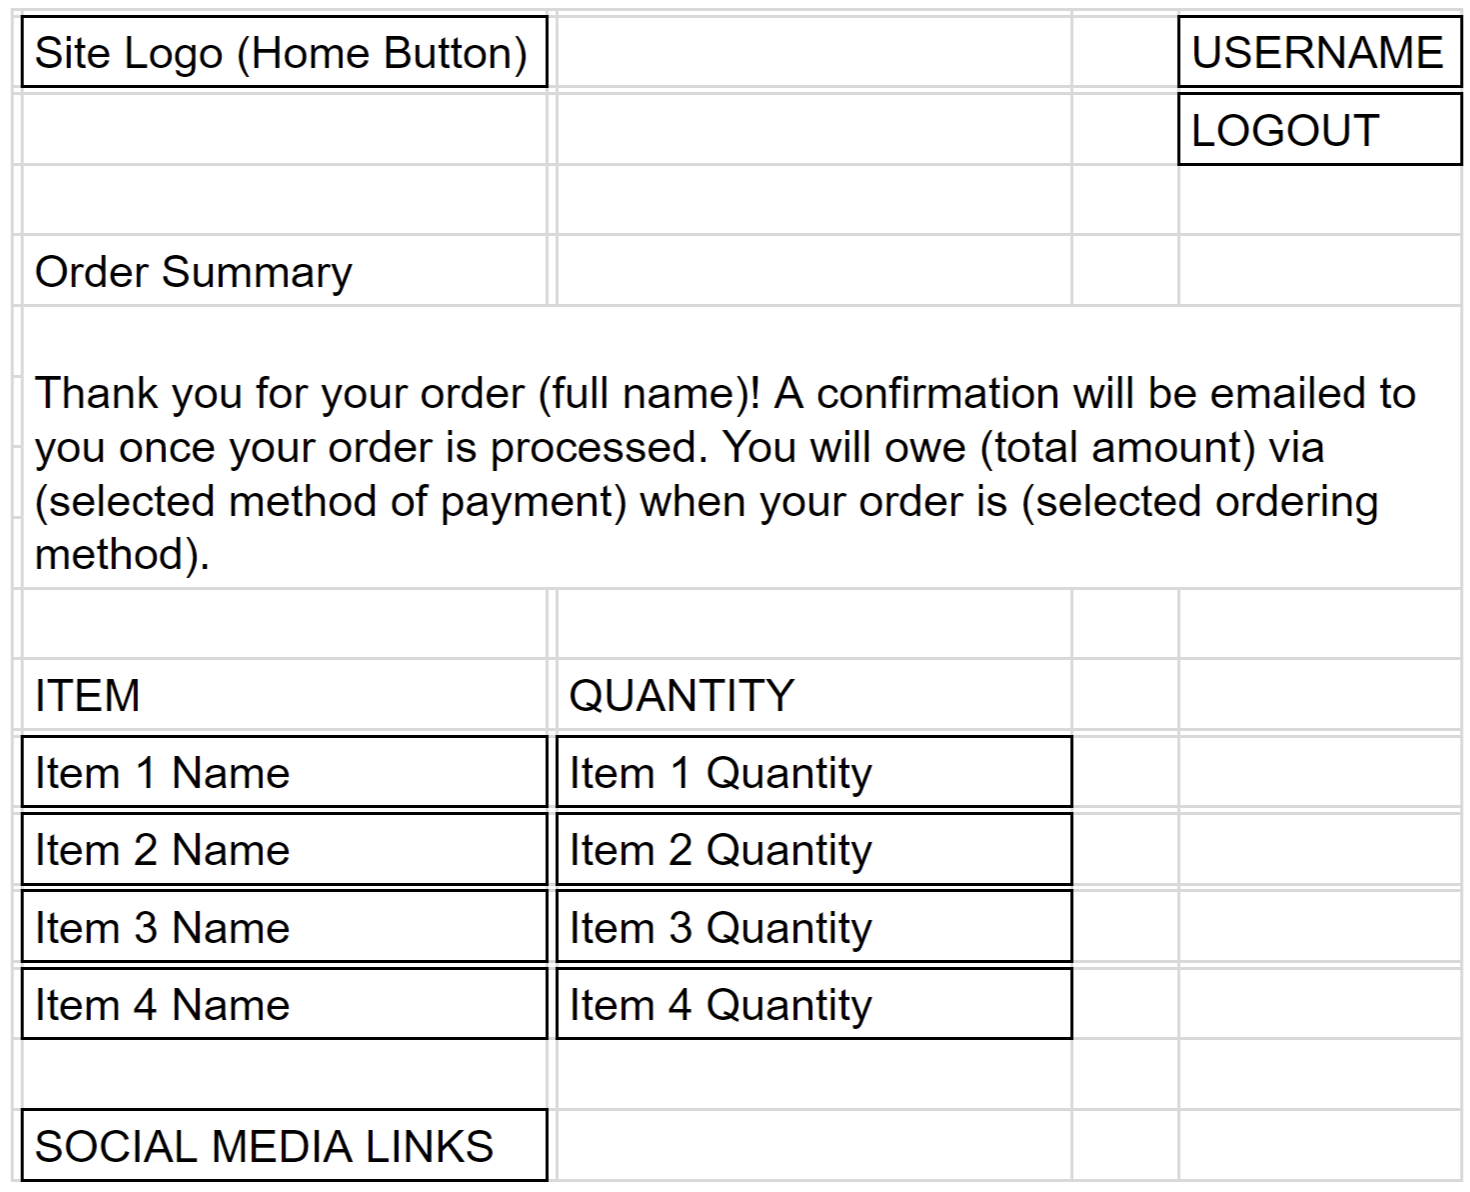 Site Logo (Home Button)
USERNAME
LOGOUT
Order Summary
Thank you for your order (full name)! A confirmation will be emailed to
you once your order is processed. You will owe (total amount) via
(selected method of payment) when your order is (selected ordering
method).
ITEM
QUANTITY
Item 1 Name
Item 1 Quantity
Item 2 Name
Item 2 Quantity
Item 3 Name
Item 3 Quantity
Item 4 Name
Item 4 Quantity
SOCIAL MEDIA LINKS